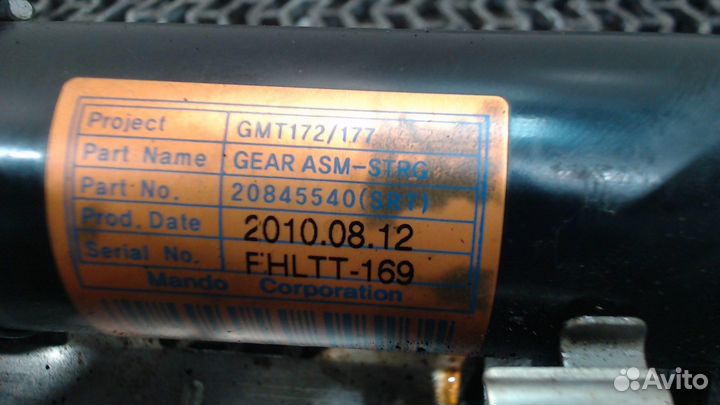 Project GMT172/177
Part Name GEAR ASM-STRG
Part No. 20845540(SRT)
Prod. Date 2010.08.12
Serial No. FHLTT-169
Mando Corporation
Avito